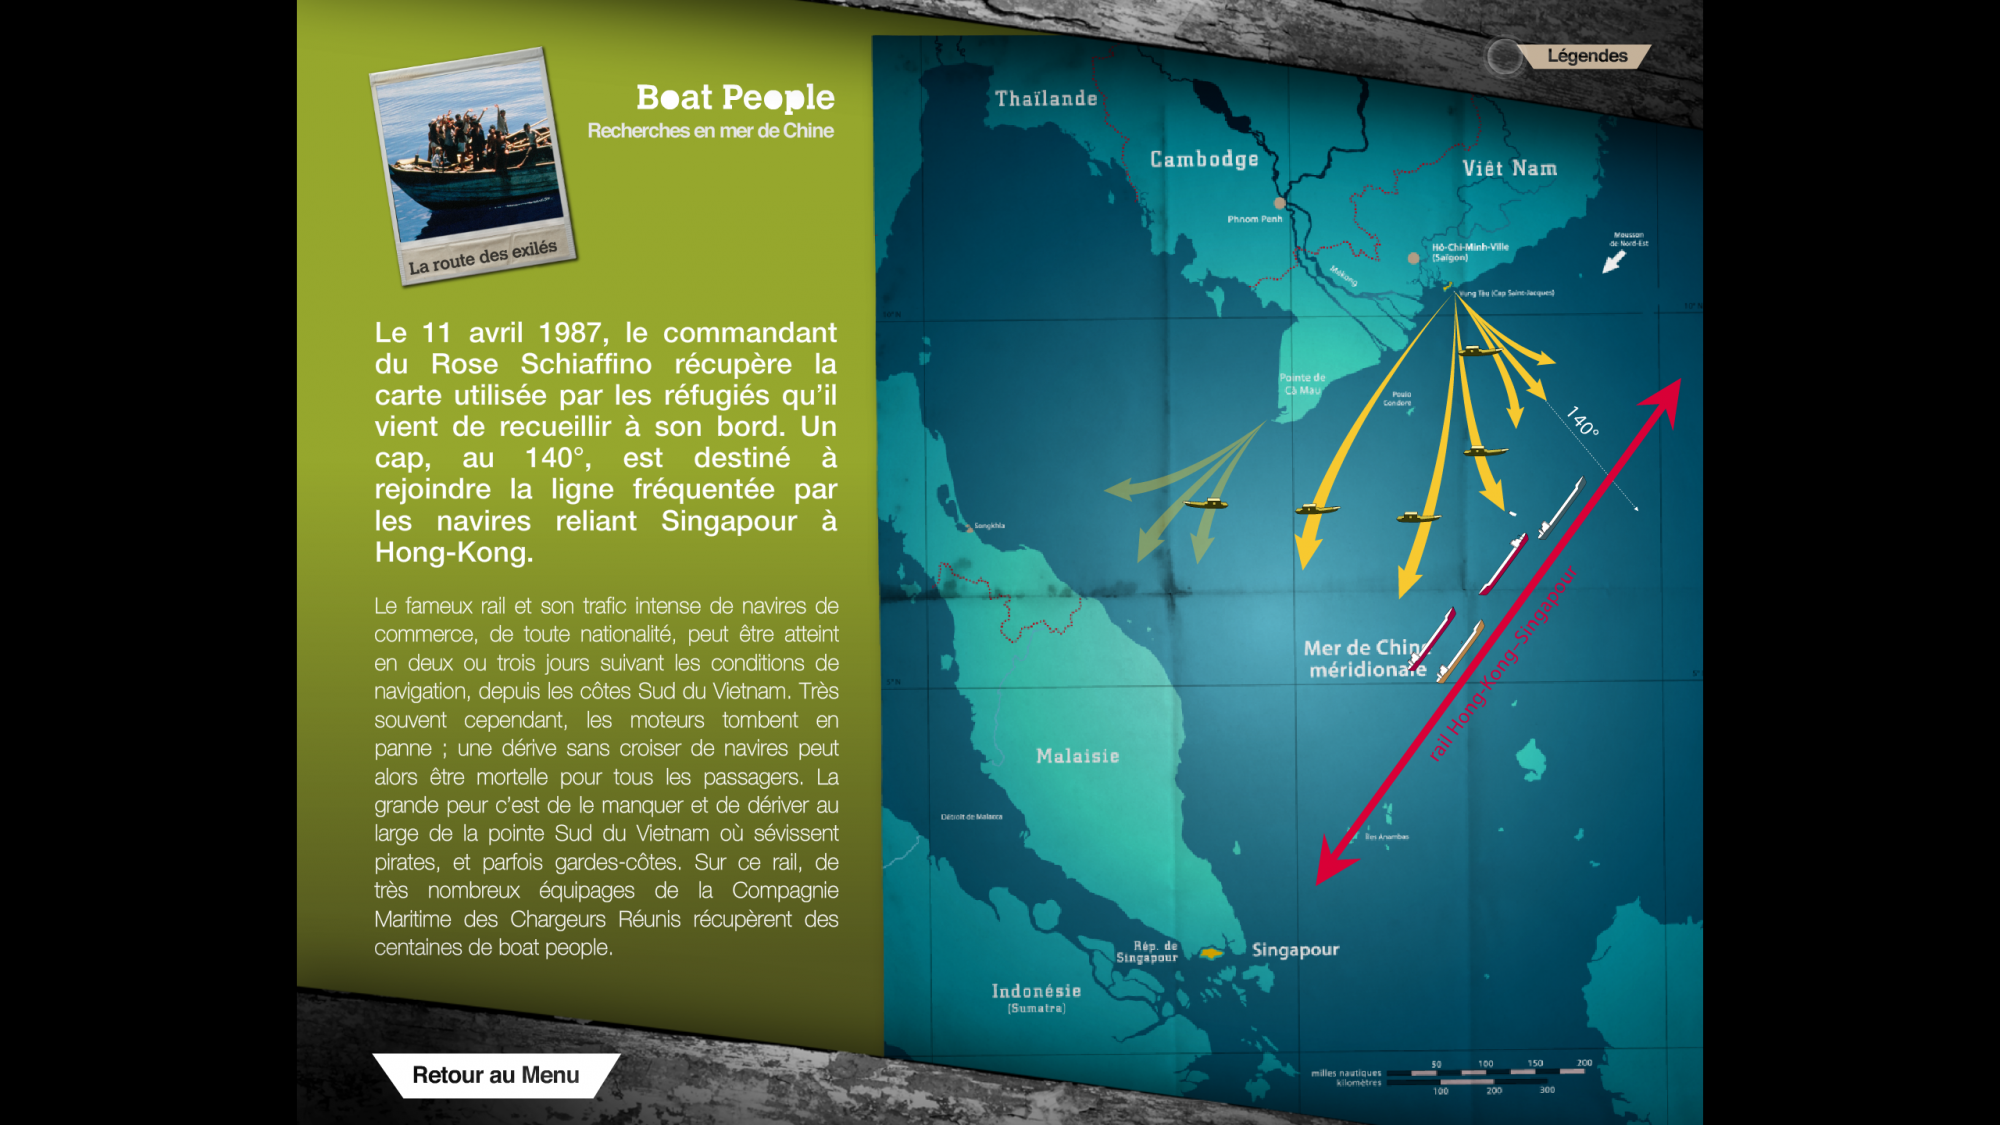 Légendes
Boat People
Recherches en mer de Chine
La route des exilés
Le 11 avril 1987, le commandant
du Rose Schiaffino récupère la
carte utilisée par les réfugiés qu'il
vient de recueillir à son bord. Un
cap, au 140°, est destiné à
rejoindre la ligne fréquentée par
les navires reliant Singapour à
Hong-Kong.
Le fameux rail et son trafic intense de navires de
commerce, de toute nationalité, peut être atteint
en deux ou trois jours suivant les conditions de
navigation, depuis les côtes Sud du Vietnam. Très
souvent cependant, les moteurs tombent en
panne ; une dérive sans croiser de navires peut
alors être mortelle pour tous les passagers. La
grande peur c'est de le manquer et de dériver au
large de la pointe Sud du Vietnam où sévissent
pirates, et parfois gardes-côtes. Sur ce rail, de
très nombreux équipages de la Compagnie
Maritime des Chargeurs Réunis récupèrent des
centaines de boat people.
Retour au Menu
Thaïlande
Cambodge
Viêt Nam
Phnom Penh
Hô-Chi-Minh-Ville
(Saïgon)
Mousson
de Nord-Est
Mékong
Vung Tàu (Cap Saint-Jacques)
10°N
Pointe de
Cà Mau
Poulo
Condore
140°
Songkhla
Mer de Chine
méridionale
rail Hong-Kong–Singapour
5°N
Malaisie
Détroit de Malacca
Îles Anambas
Rép. de
Singapour
Singapour
Indonésie
(Sumatra)
50 100 150 200
milles nautiques
kilomètres
100 200 300